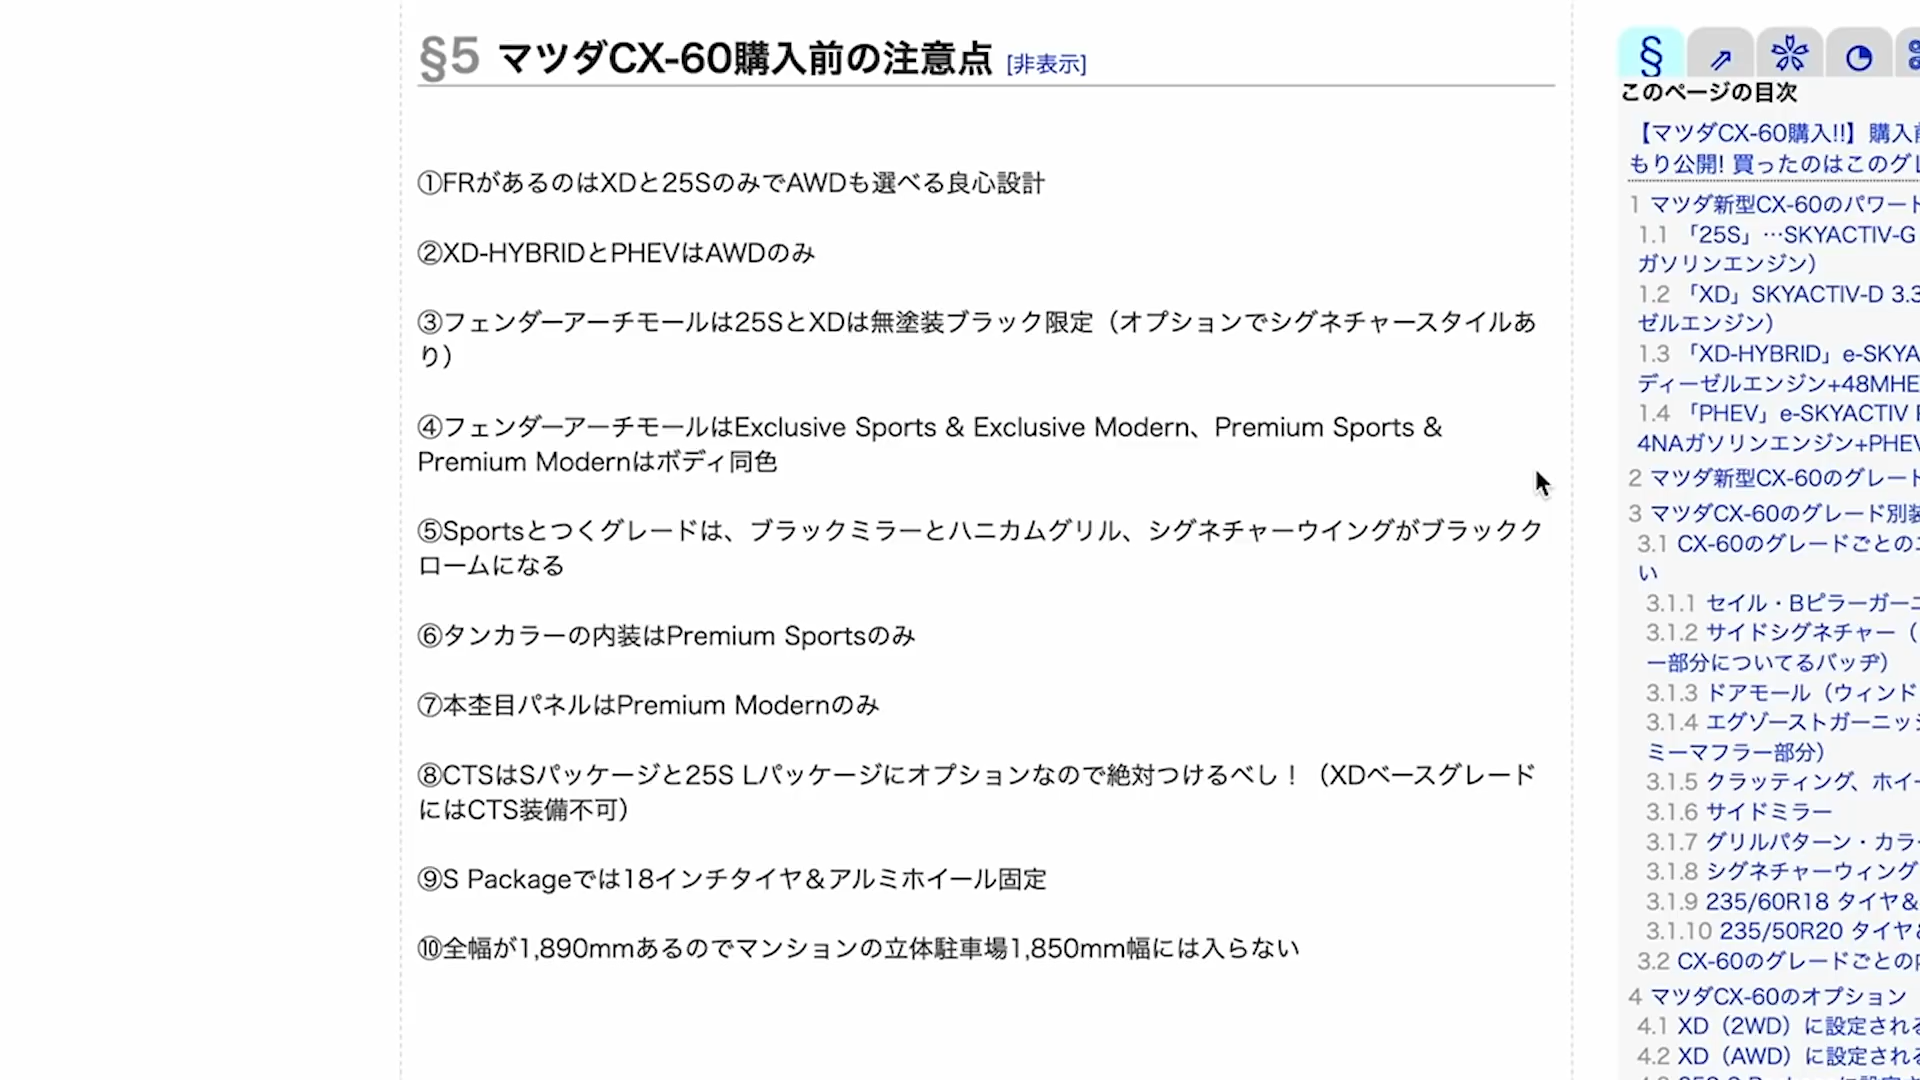 §5 マツダCX-60購入前の注意点 [非表示]
①FRがあるのはXDと25SのみでAWDも選べる良心設計
②XD-HYBRIDとPHEVはAWDのみ
③フェンダーアーチモールは25SとXDは無塗装ブラック限定（オプションでシグネチャースタイルあ
り）
④フェンダーアーチモールはExclusive Sports & Exclusive Modern、Premium Sports &
Premium Modernはボディ同色
⑤Sportsとつくグレードは、ブラックミラーとハニカムグリル、シグネチャーウイングがブラックク
ロームになる
⑥タンカラーの内装はPremium Sportsのみ
⑦本杢目パネルはPremium Modernのみ
⑧CTSはSパッケージと25S Lパッケージにオプションなので絶対つけるべし！（XDベースグレード
にはCTS装備不可）
⑨S Packageでは18インチタイヤ＆アルミホイール固定
⑩全幅が1,890mmあるのでマンションの立体駐車場1,850mm幅には入らない
§
このページの目次
【マツダCX-60購入!!】購入前
もり公開! 買ったのはこのグレ
1 マツダ新型CX-60のパワート
1.1 「25S」…SKYACTIV-G
ガソリンエンジン）
1.2 「XD」SKYACTIV-D 3.3
ゼルエンジン）
1.3 「XD-HYBRID」e-SKYA
ディーゼルエンジン+48MHE
1.4 「PHEV」e-SKYACTIV
4NAガソリンエンジン+PHEV
2 マツダ新型CX-60のグレード
3 マツダCX-60のグレード別装
3.1 CX-60のグレードごとの
い
3.1.1 セイル・Bピラーガーニ
3.1.2 サイドシグネチャー（
ー部分についてるバッヂ）
3.1.3 ドアモール（ウィンド
3.1.4 エグゾーストガーニッシ
ミーマフラー部分）
3.1.5 クラッティング、ホイー
3.1.6 サイドミラー
3.1.7 グリルパターン・カラー
3.1.8 シグネチャーウィング
3.1.9 235/60R18 タイヤ&
3.1.10 235/50R20 タイヤ&
3.2 CX-60のグレードごとの内
4 マツダCX-60のオプション
4.1 XD（2WD）に設定される
4.2 XD（AWD）に設定される